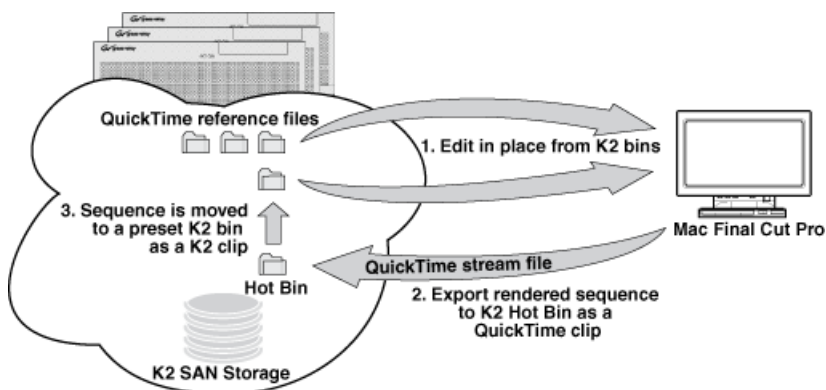 QuickTime reference files
1. Edit in place from K2 bins
3. Sequence is moved
to a preset K2 bin
as a K2 clip
Mac Final Cut Pro
QuickTime stream file
Hot Bin
2. Export rendered sequence
to K2 Hot Bin as a
QuickTime clip
K2 SAN Storage